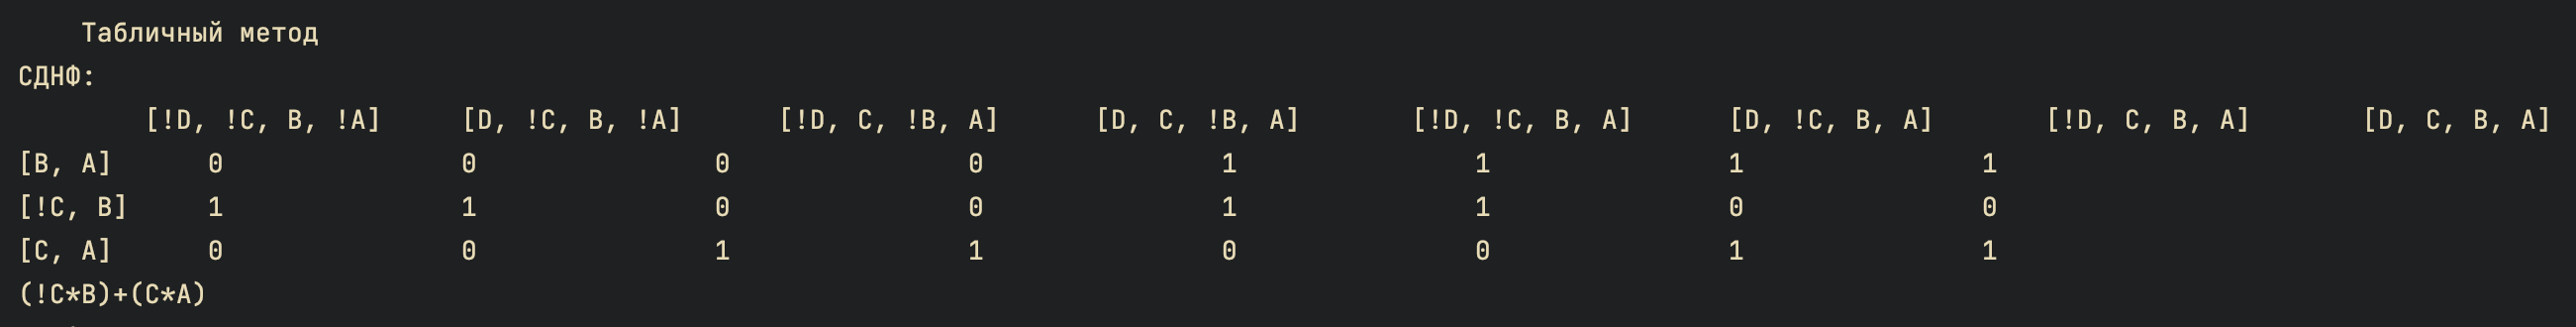 Табличный метод
СДНФ:
[!D, !C, B, !A] [D, !C, B, !A] [!D, C, !B, A] [D, C, !B, A] [!D, !C, B, A] [D, !C, B, A] [!D, C, B, A] [D, C, B, A]
[B, A] 0 0 0 0 1 1 1 1
[!C, B] 1 1 0 0 1 1 0 0
[C, A] 0 0 1 1 0 0 1 1
(!C*B)+(C*A)